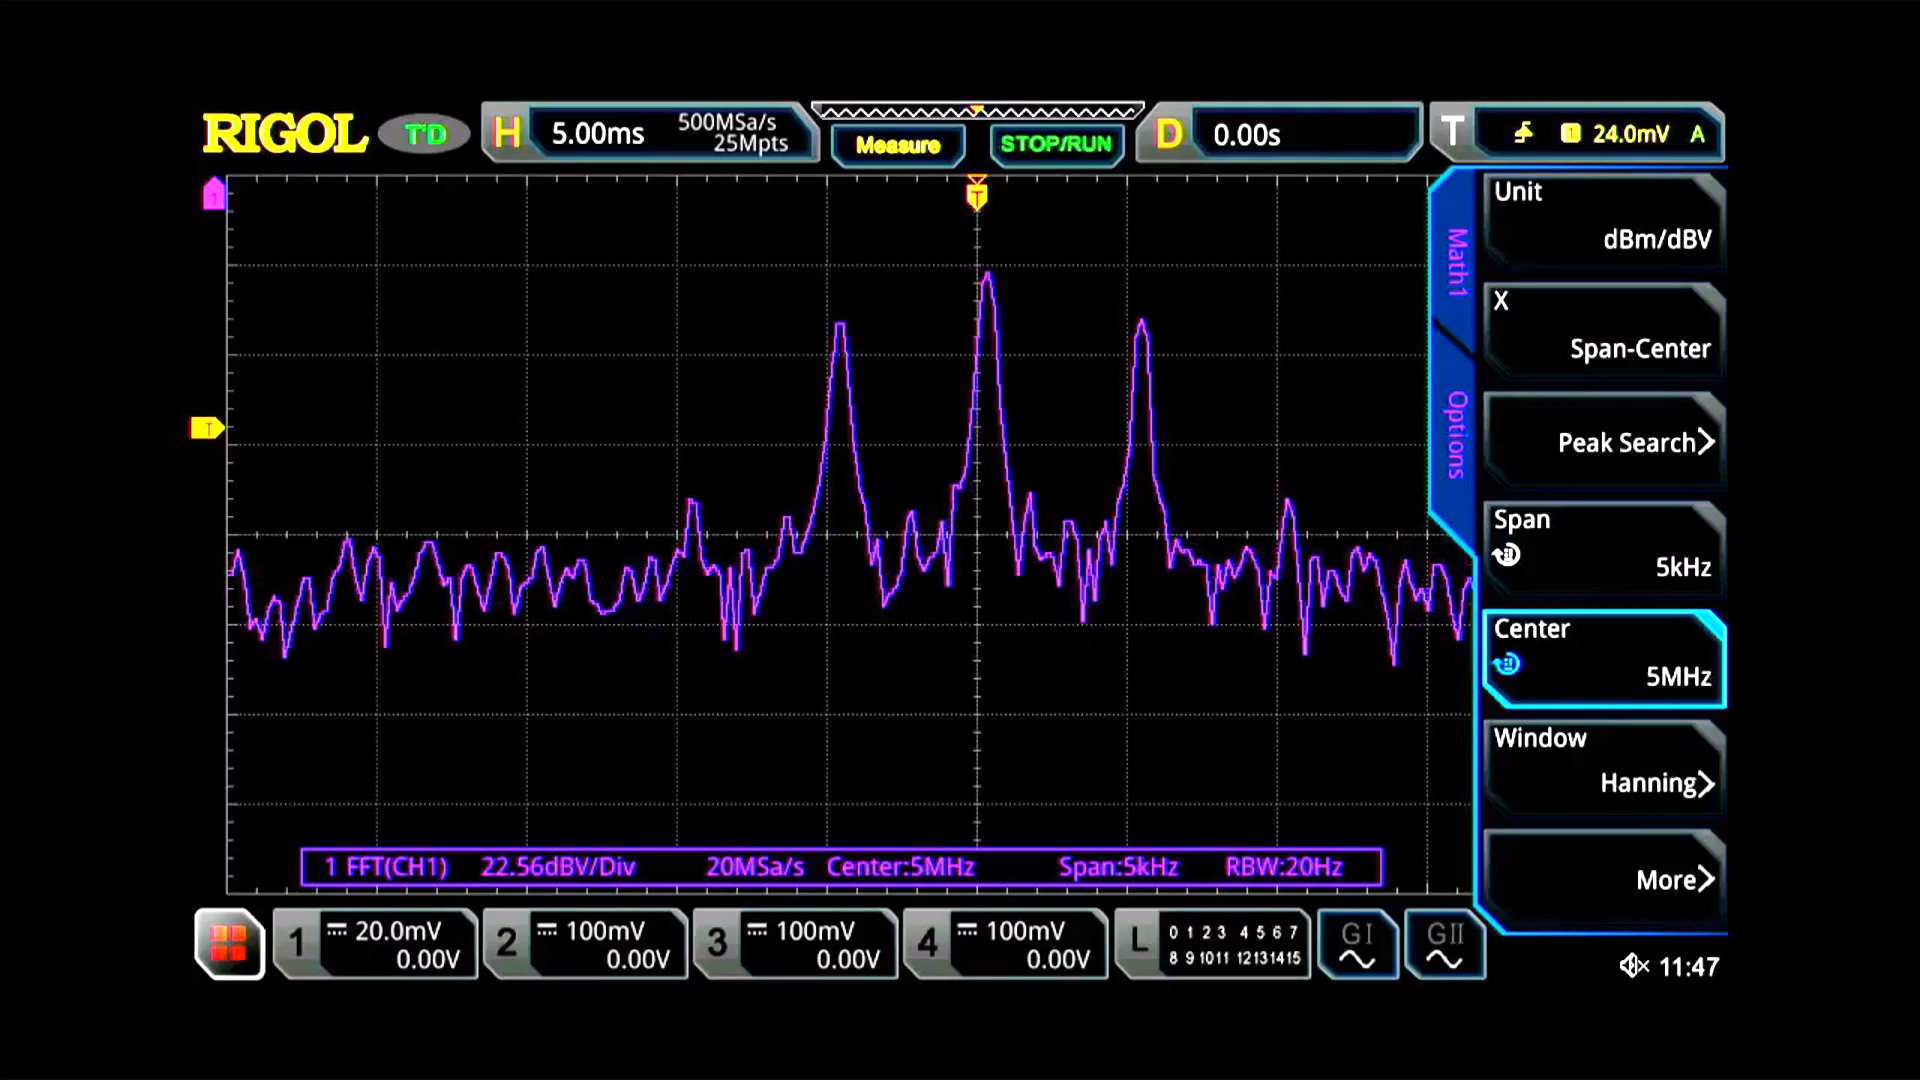 RIGOL T'D H 5.00ms 500MSa/s 25Mpts Measure STOP/RUN D 0.00s T 1 24.0mV A
1
T
T
Math1
Options
Unit
dBm/dBV
X
Span-Center
Peak Search>
Span
5kHz
Center
5MHz
Window
Hanning>
More>
1 FFT(CH1) 22.56dBV/Div 20MSa/s Center:5MHz Span:5kHz RBW:20Hz
1 20.0mV 0.00V
2 100mV 0.00V
3 100mV 0.00V
4 100mV 0.00V
L 0 1 2 3 4 5 6 7
8 9 10 11 12 13 14 15
GI
GII
11:47